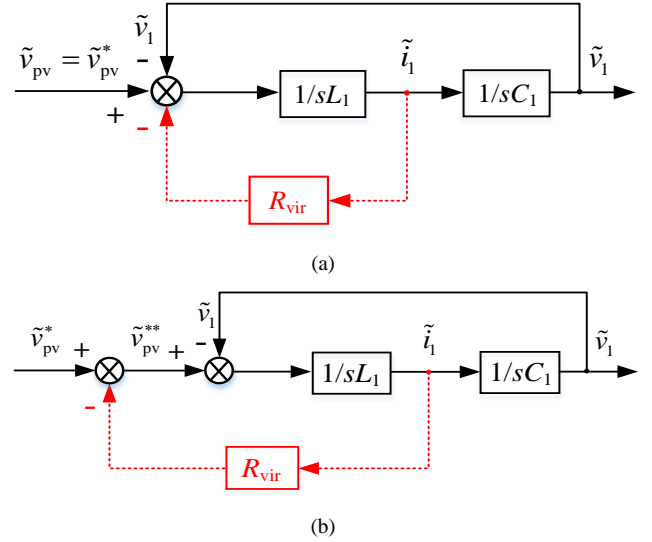 ṽ₁
ṽpv = ṽ*pv
-
+
-
1/sL₁
ĩ₁
1/sC₁
ṽ₁
Rvir
(a)
ṽ*pv
+
-
ṽ**pv
+
ṽ₁
-
1/sL₁
ĩ₁
1/sC₁
ṽ₁
Rvir
(b)